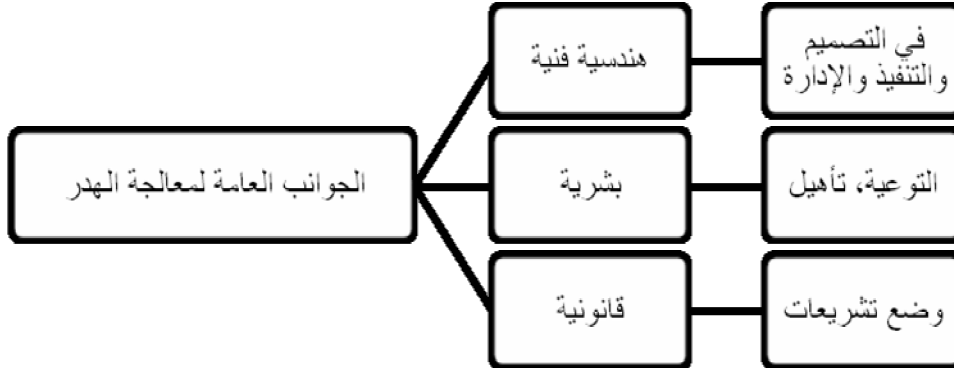 الجوانب العامة لمعالجة الهدر
هندسية فنية
في التصميم
والتنفيذ والإدارة
بشرية
التوعية، تأهيل
قانونية
وضع تشريعات